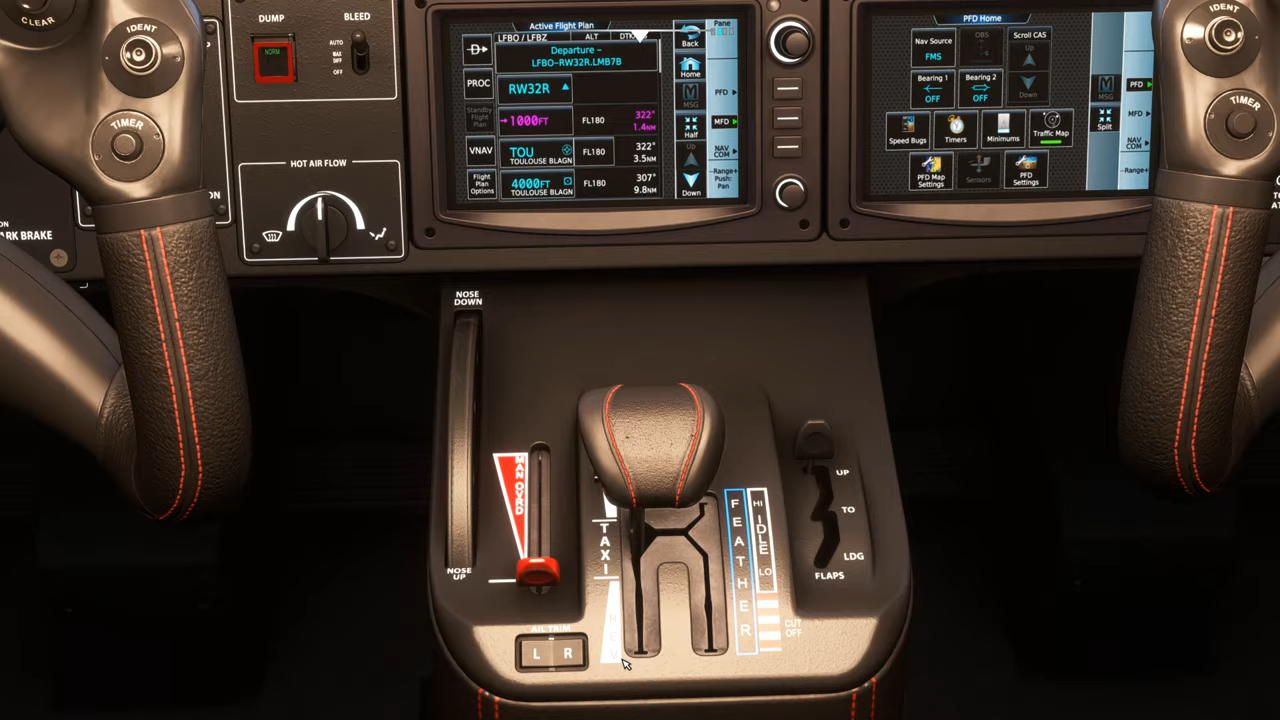 CLEAR
IDENT
TIMER
ARK BRAKE
DUMP
BLEED
NORM
AUTO
MAX
DIFF
OFF
HOT AIR FLOW
Active Flight Plan
LFBO / LFBZ
ALT
Departure –
LFBO–RW32R.LMB7B
PROC
RW32R
Standby
Flight
Plan
→1000FT
FL180
322°
1.4NM
VNAV
TOU
TOULOUSE BLAGN
FL180
322°
3.5NM
Flight
Plan
Options
4000FT
TOULOUSE BLAGN
FL180
307°
9.8NM
Back
Home
MSG
Half
Up
Down
Pane
PFD
MFD
NAV
COM
Range+
Push:
Pan
PFD Home
Nav Source
FMS
OBS
Scroll CAS
Up
Down
Bearing 1
OFF
Bearing 2
OFF
Speed Bugs
Timers
Minimums
Traffic Map
PFD Map
Settings
Sensors
PFD
Settings
MSG
Split
PFD
MFD
NAV
COM
Range+
IDENT
TIMER
NOSE
DOWN
NOSE
UP
MAN OVRD
TAXI
REV
FEATHER
HI
IDLE
LO
CUT
OFF
UP
TO
LDG
FLAPS
AIL TRIM
L
R